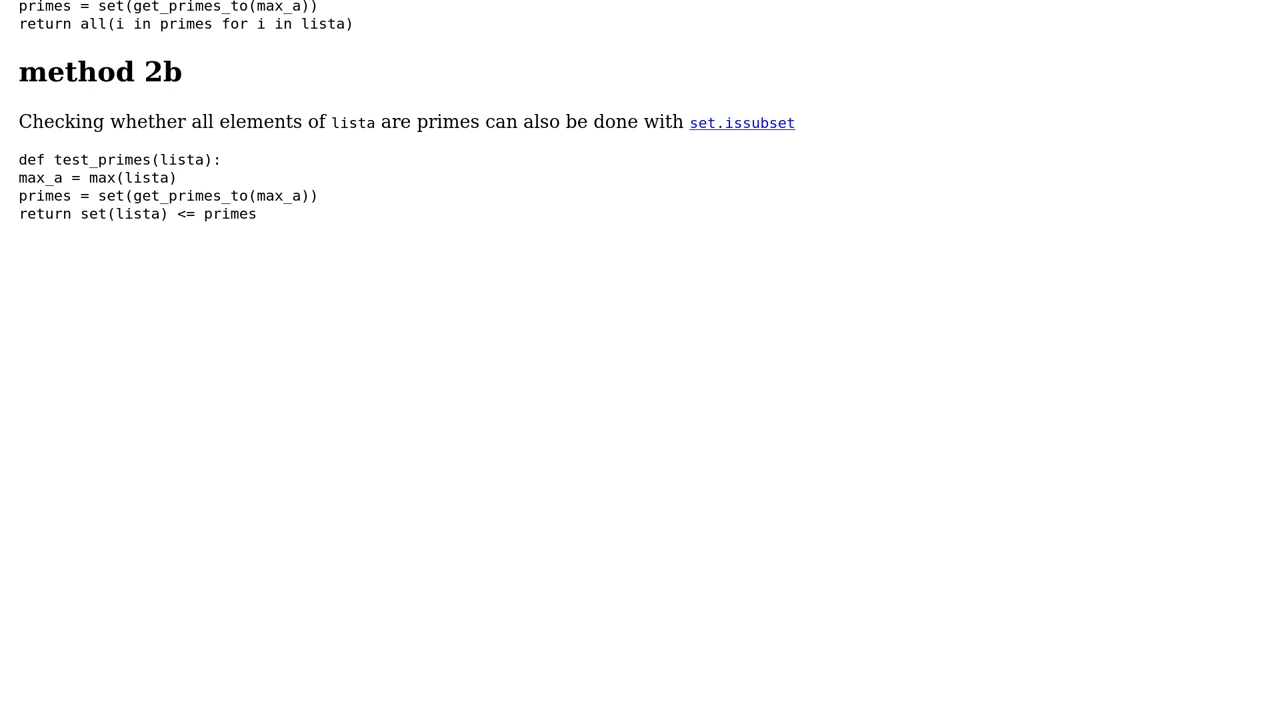 primes = set(get_primes_to(max_a))
return all(i in primes for i in lista)
method 2b
Checking whether all elements of lista are primes can also be done with set.issubset
def test_primes(lista):
max_a = max(lista)
primes = set(get_primes_to(max_a))
return set(lista) <= primes